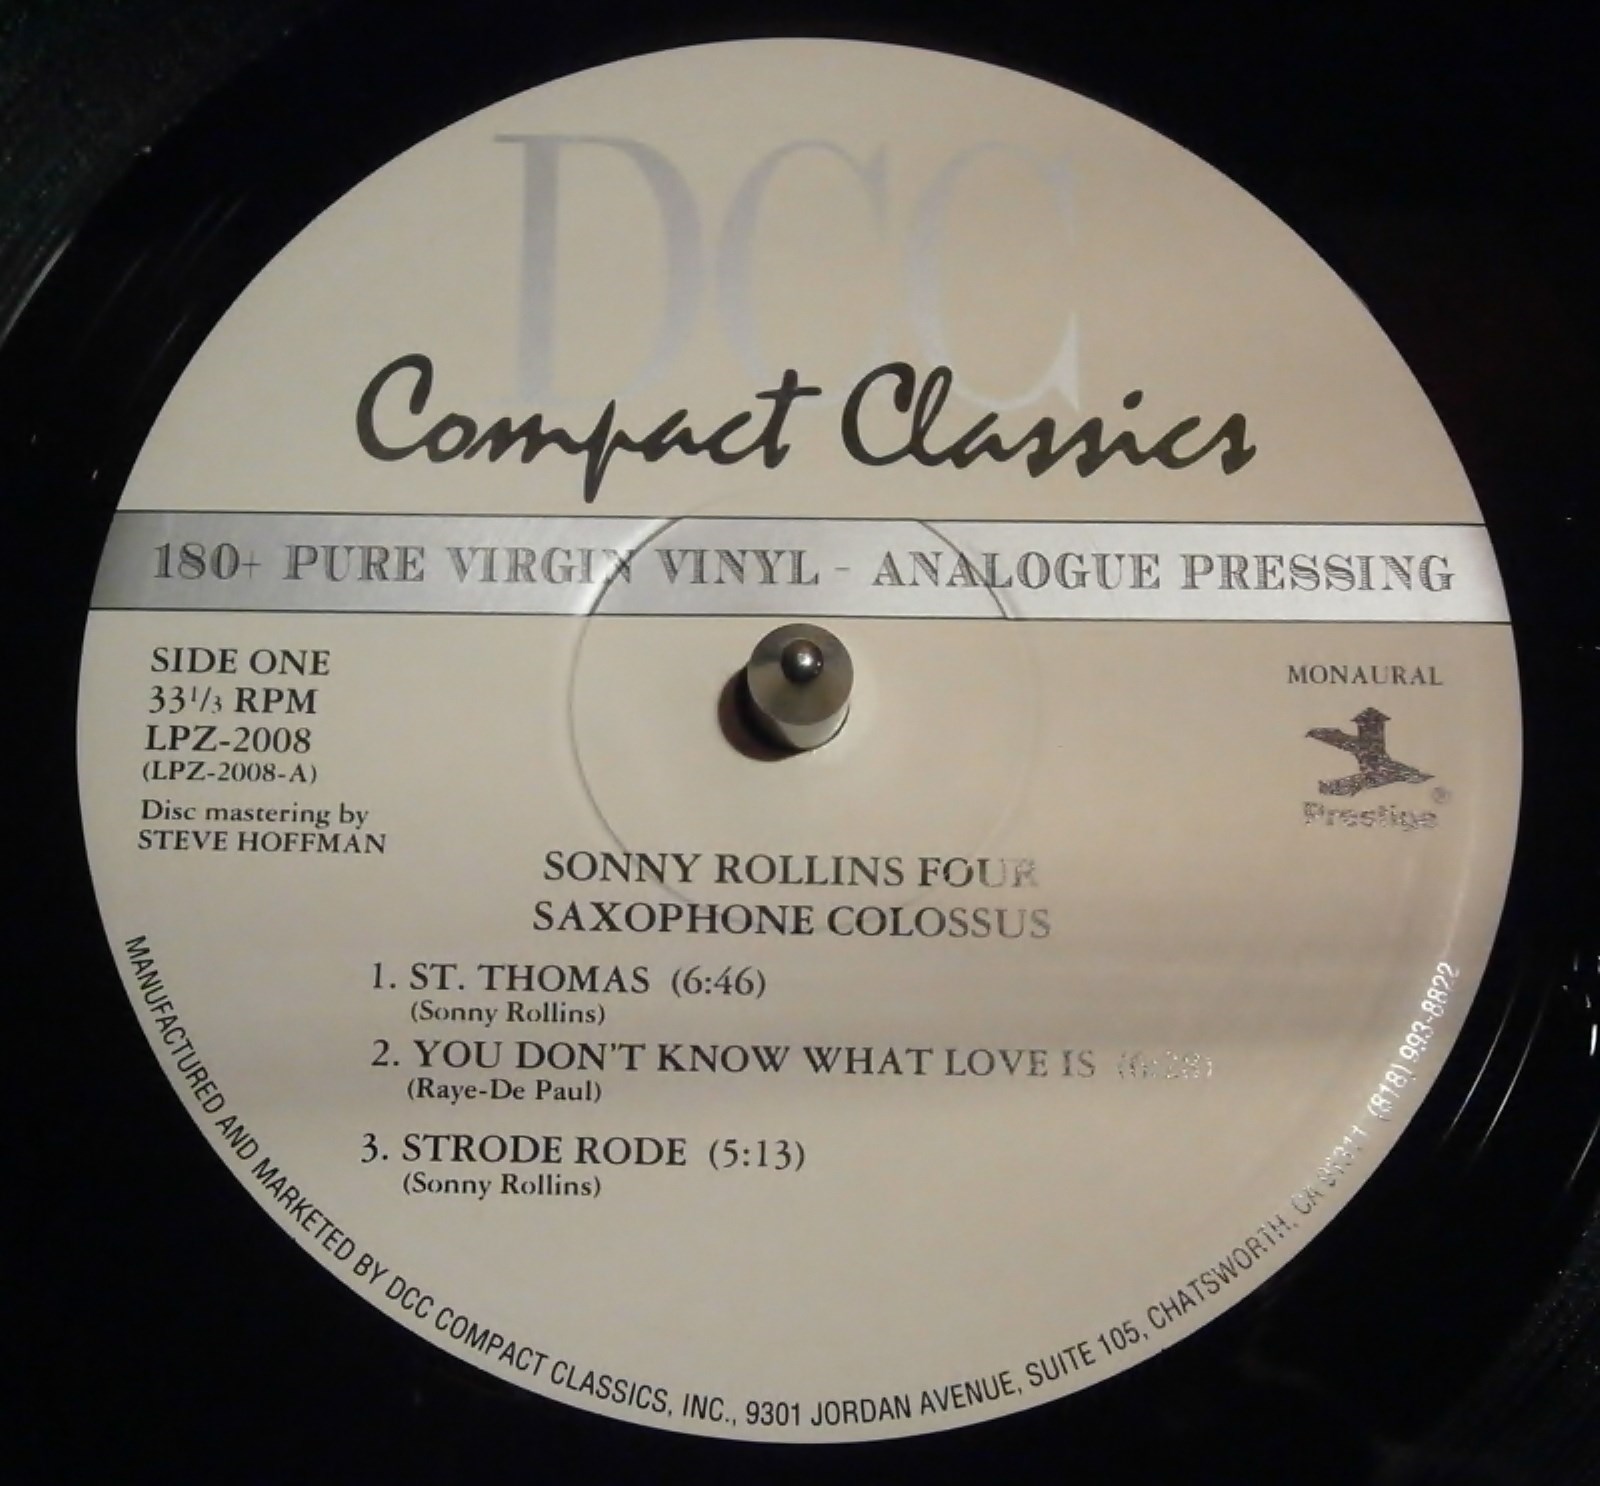 DCC
Compact Classics
180+ PURE VIRGIN VINYL - ANALOGUE PRESSING
SIDE ONE
33 1/3 RPM
LPZ-2008
(LPZ-2008-A)
Disc mastering by
STEVE HOFFMAN
MONAURAL
Prestige®
SONNY ROLLINS FOUR
SAXOPHONE COLOSSUS
1. ST. THOMAS (6:46)
(Sonny Rollins)
2. YOU DON'T KNOW WHAT LOVE IS (6:28)
(Raye-De Paul)
3. STRODE RODE (5:13)
(Sonny Rollins)
MANUFACTURED AND MARKETED BY DCC COMPACT CLASSICS, INC., 9301 JORDAN AVENUE, SUITE 105, CHATSWORTH, CA 91311 (818) 993-8822